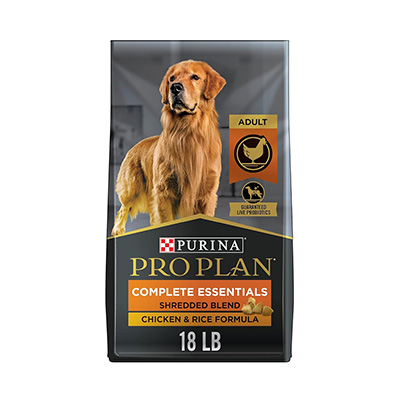 ADULT
GUARANTEED
LIVE PROBIOTICS
PURINA
PRO PLAN
COMPLETE ESSENTIALS
SHREDDED BLEND
CHICKEN & RICE FORMULA
18 LB